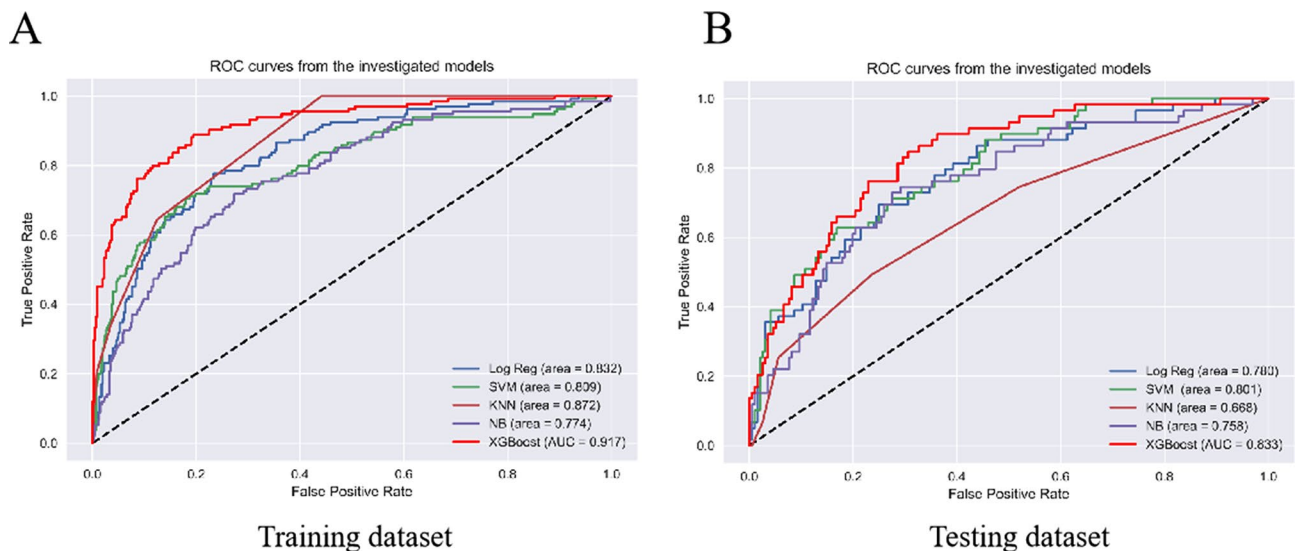 A
ROC curves from the investigated models
True Positive Rate
1.0
0.8
0.6
0.4
0.2
0.0
Log Reg (area = 0.832)
SVM (area = 0.809)
KNN (area = 0.872)
NB (area = 0.774)
XGBoost (AUC = 0.917)
0.0 0.2 0.4 0.6 0.8 1.0
False Positive Rate
Training dataset
B
ROC curves from the investigated models
True Positive Rate
1.0
0.8
0.6
0.4
0.2
0.0
Log Reg (area = 0.780)
SVM (area = 0.801)
KNN (area = 0.668)
NB (area = 0.758)
XGBoost (AUC = 0.833)
0.0 0.2 0.4 0.6 0.8 1.0
False Positive Rate
Testing dataset